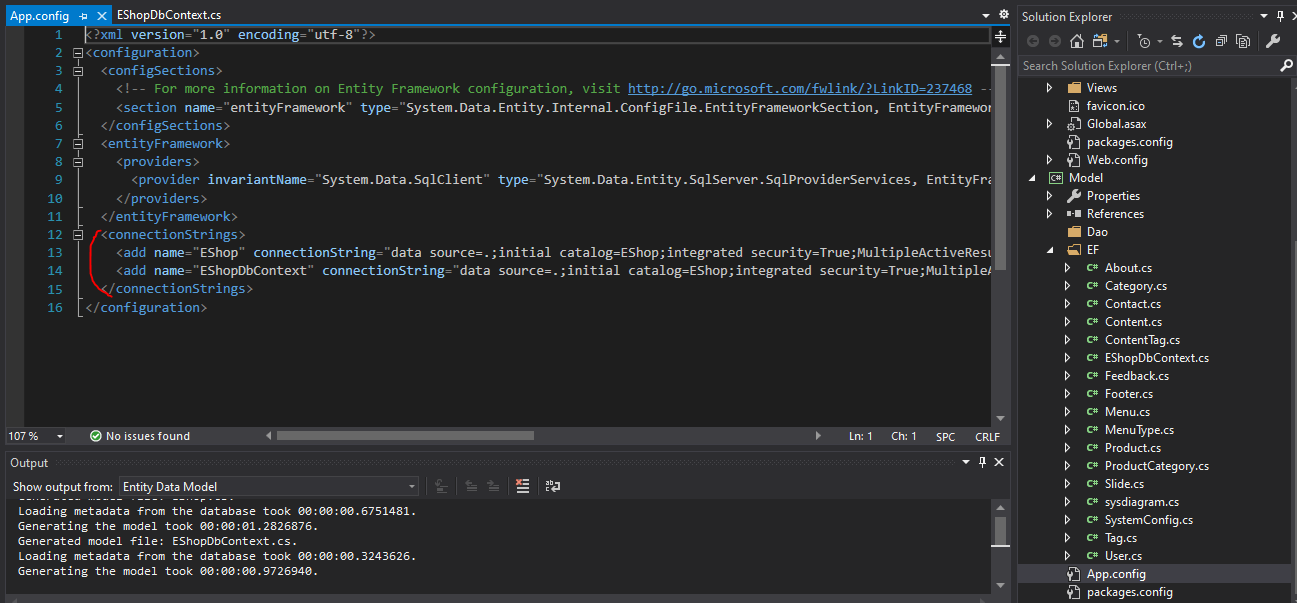 App.config
EShopDbContext.cs
1 <?xml version="1.0" encoding="utf-8"?>
2 <configuration>
3 <configSections>
4 <!-- For more information on Entity Framework configuration, visit http://go.microsoft.com/fwlink/?LinkID=237468 --
5 <section name="entityFramework" type="System.Data.Entity.Internal.ConfigFile.EntityFrameworkSection, EntityFramewor
6 </configSections>
7 <entityFramework>
8 <providers>
9 <provider invariantName="System.Data.SqlClient" type="System.Data.Entity.SqlServer.SqlProviderServices, EntityFra
10 </providers>
11 </entityFramework>
12 <connectionStrings>
13 <add name="EShop" connectionString="data source=.;initial catalog=EShop;integrated security=True;MultipleActiveResu
14 <add name="EShopDbContext" connectionString="data source=.;initial catalog=EShop;integrated security=True;MultipleA
15 </connectionStrings>
16 </configuration>
107 %
No issues found
Ln: 1
Ch: 1
SPC
CRLF
Output
Show output from: Entity Data Model
Loading metadata from the database took 00:00:00.6751481.
Generating the model took 00:00:01.2826876.
Generated model file: EShopDbContext.cs.
Loading metadata from the database took 00:00:00.3243626.
Generating the model took 00:00:00.9726940.
Solution Explorer
Search Solution Explorer (Ctrl+;)
Views
favicon.ico
Global.asax
packages.config
Web.config
C# Model
Properties
References
Dao
EF
C# About.cs
C# Category.cs
C# Contact.cs
C# Content.cs
C# ContentTag.cs
C# EShopDbContext.cs
C# Feedback.cs
C# Footer.cs
C# Menu.cs
C# MenuType.cs
C# Product.cs
C# ProductCategory.cs
C# Slide.cs
C# sysdiagram.cs
C# SystemConfig.cs
C# Tag.cs
C# User.cs
App.config
packages.config